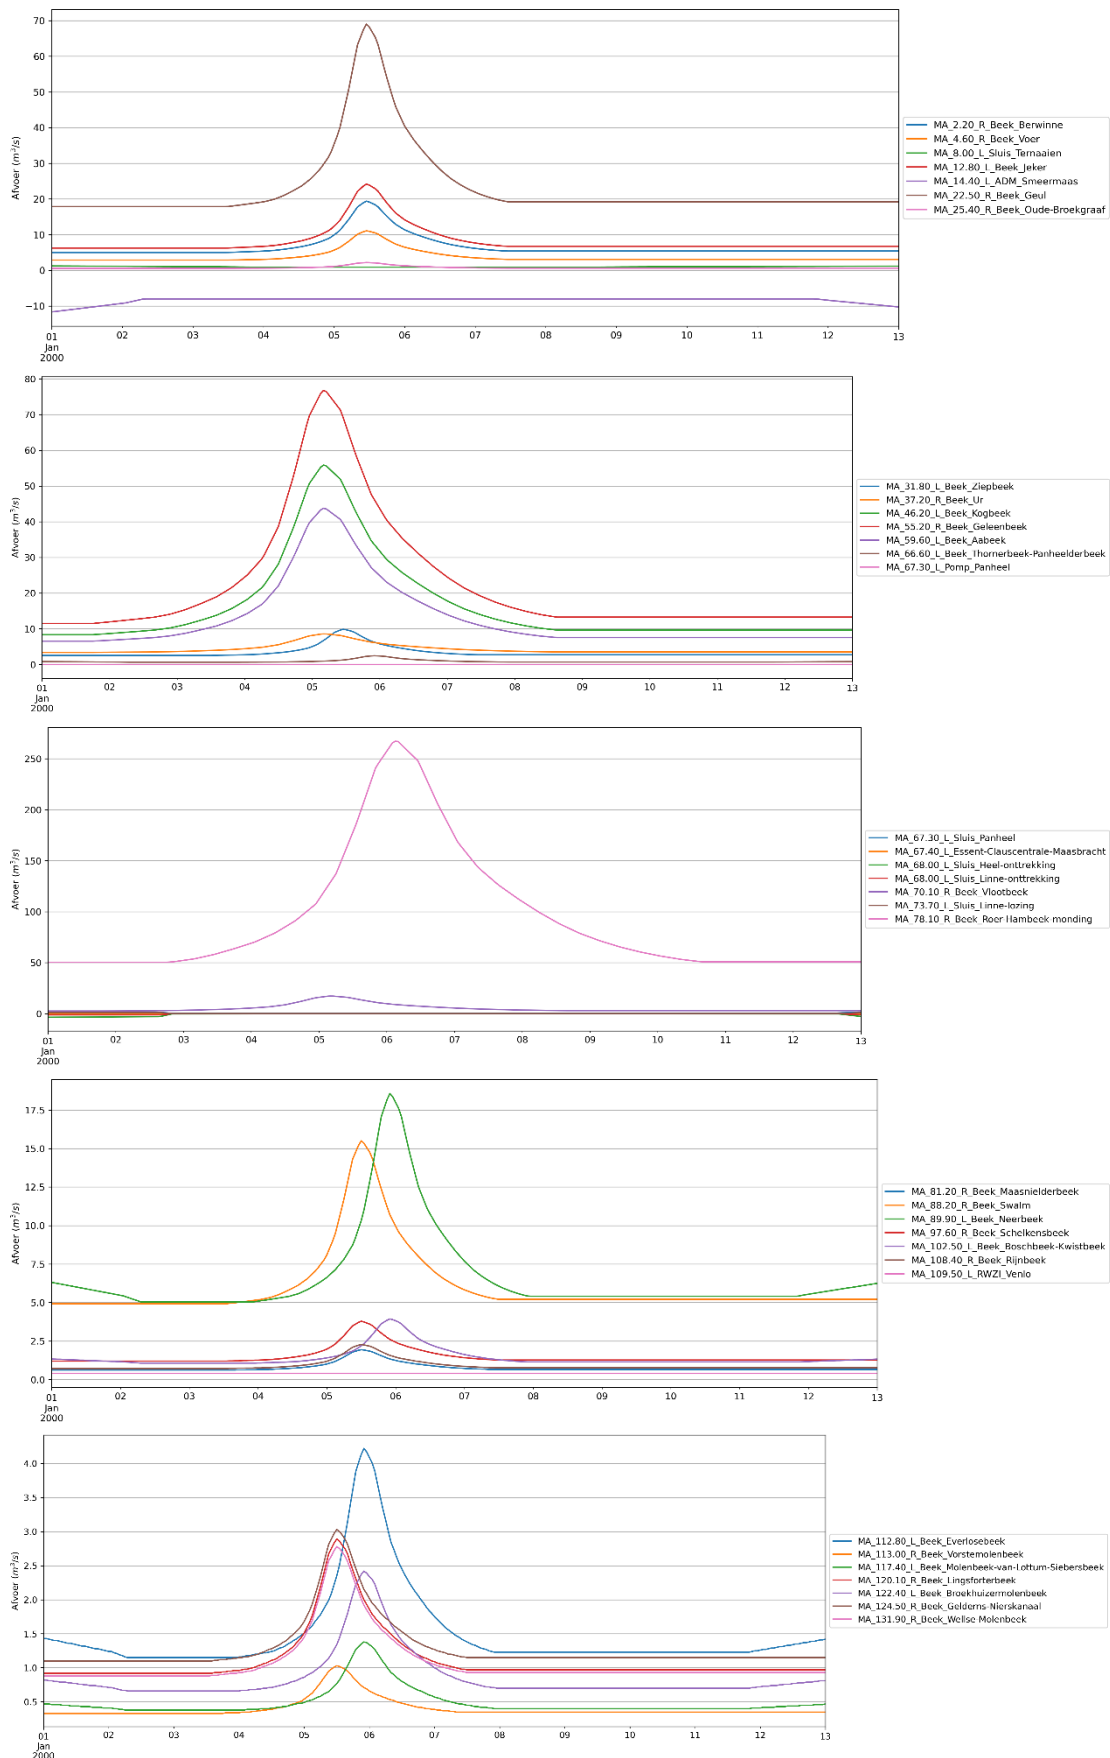 70
60
50
40
30
20
10
0
−10
Afvoer (m³/s)
01 02 03 04 05 06 07 08 09 10 11 12 13
Jan
2000
MA_2.20_R_Beek_Berwinne
MA_4.60_R_Beek_Voer
MA_8.00_L_Sluis_Ternaaien
MA_12.80_L_Beek_Jeker
MA_14.40_L_ADM_Smeermaas
MA_22.50_R_Beek_Geul
MA_25.40_R_Beek_Oude-Broekgraaf
80
70
60
50
40
30
20
10
0
Afvoer (m³/s)
01 02 03 04 05 06 07 08 09 10 11 12 13
Jan
2000
MA_31.80_L_Beek_Ziepbeek
MA_37.20_R_Beek_Ur
MA_46.20_L_Beek_Kogbeek
MA_55.20_R_Beek_Geleenbeek
MA_59.60_L_Beek_Aabeek
MA_66.60_L_Beek_Thornerbeek-Panheelderbeek
MA_67.30_L_Pomp_Panheel
250
200
150
100
50
0
Afvoer (m³/s)
01 02 03 04 05 06 07 08 09 10 11 12 13
Jan
2000
MA_67.30_L_Sluis_Panheel
MA_67.40_L_Essent-Clauscentrale-Maasbracht
MA_68.00_L_Sluis_Heel-onttrekking
MA_68.00_L_Sluis_Linne-onttrekking
MA_70.10_R_Beek_Vlootbeek
MA_73.70_L_Sluis_Linne-lozing
MA_78.10_R_Beek_Roer-Hambeek-monding
17.5
15.0
12.5
10.0
7.5
5.0
2.5
0.0
Afvoer (m³/s)
01 02 03 04 05 06 07 08 09 10 11 12 13
Jan
2000
MA_81.20_R_Beek_Maasnielderbeek
MA_88.20_R_Beek_Swalm
MA_89.90_L_Beek_Neerbeek
MA_97.60_R_Beek_Schelkensbeek
MA_102.50_L_Beek_Boschbeek-Kwistbeek
MA_108.40_R_Beek_Rijnbeek
MA_109.50_L_RWZI_Venlo
4.0
3.5
3.0
2.5
2.0
1.5
1.0
0.5
Afvoer (m³/s)
01 02 03 04 05 06 07 08 09 10 11 12 13
Jan
2000
MA_112.80_L_Beek_Everlosebeek
MA_113.00_R_Beek_Vorstemolenbeek
MA_117.40_L_Beek_Molenbeek-van-Lottum-Siebersbeek
MA_120.10_R_Beek_Lingsforterbeek
MA_122.40_L_Beek_Broekhuizermolenbeek
MA_124.50_R_Beek_Gelderns-Nierskanaal
MA_131.90_R_Beek_Wellse-Molenbeek